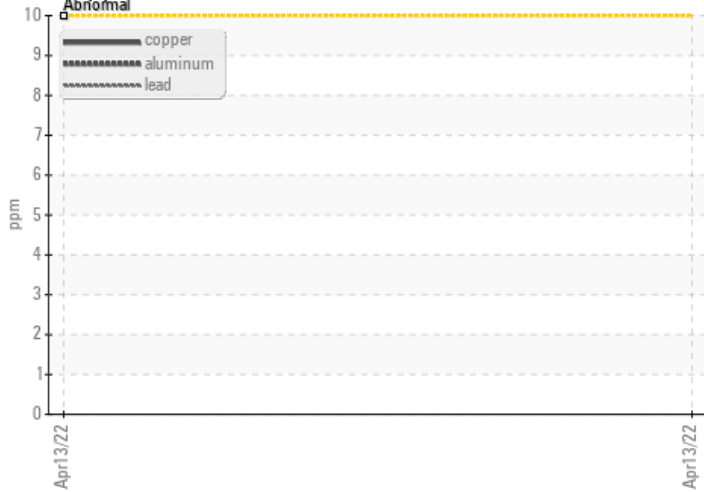 Abnormal
10
9
8
7
6
5
4
3
2
1
0
ppm
copper
aluminum
lead
Apr13/22
Apr13/22